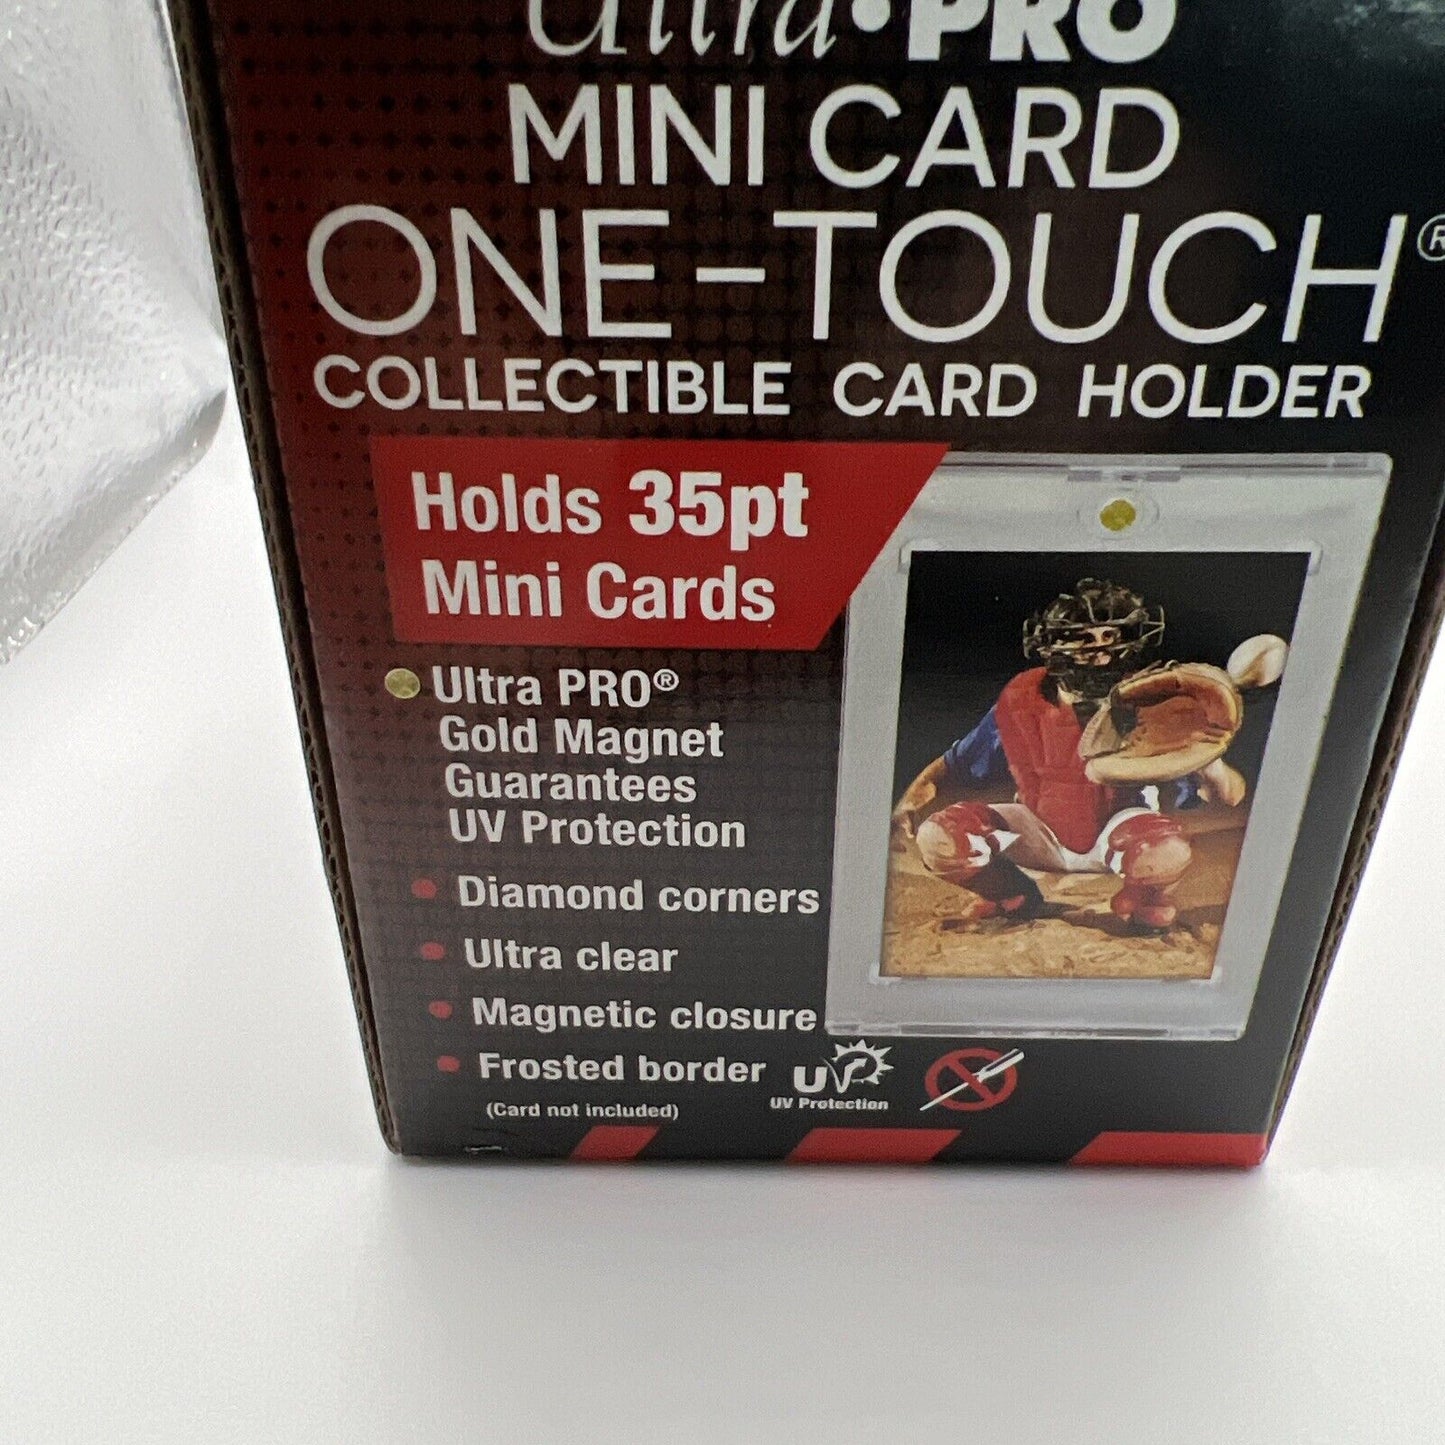 Ultra•PRO
MINI CARD
ONE-TOUCH®
COLLECTIBLE CARD HOLDER
Holds 35pt
Mini Cards
Ultra PRO®
Gold Magnet
Guarantees
UV Protection
• Diamond corners
• Ultra clear
• Magnetic closure
• Frosted border
(Card not included)
UV
UV Protection